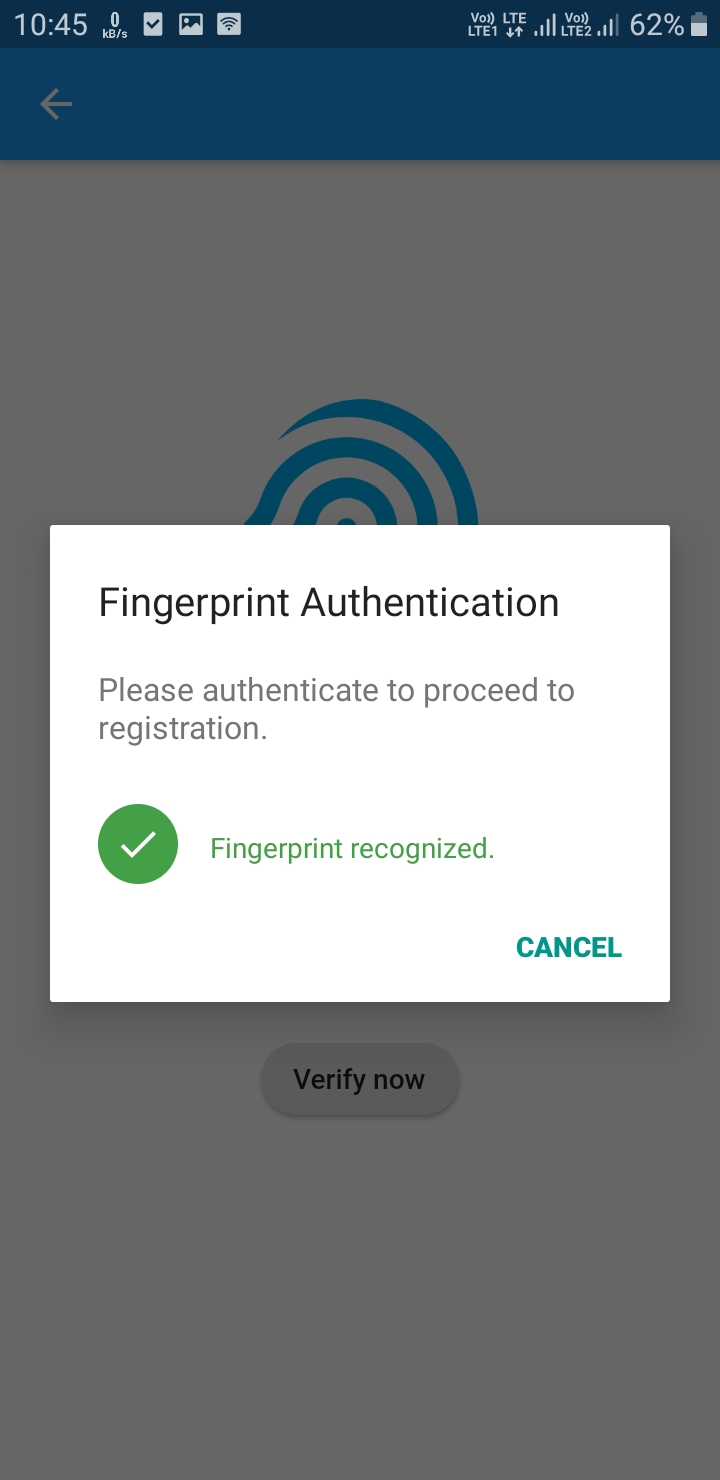 10:45 0 kB/s Vo)) LTE1 LTE Vo)) LTE2 62%
Fingerprint Authentication
Please authenticate to proceed to
registration.
Fingerprint recognized.
CANCEL
Verify now